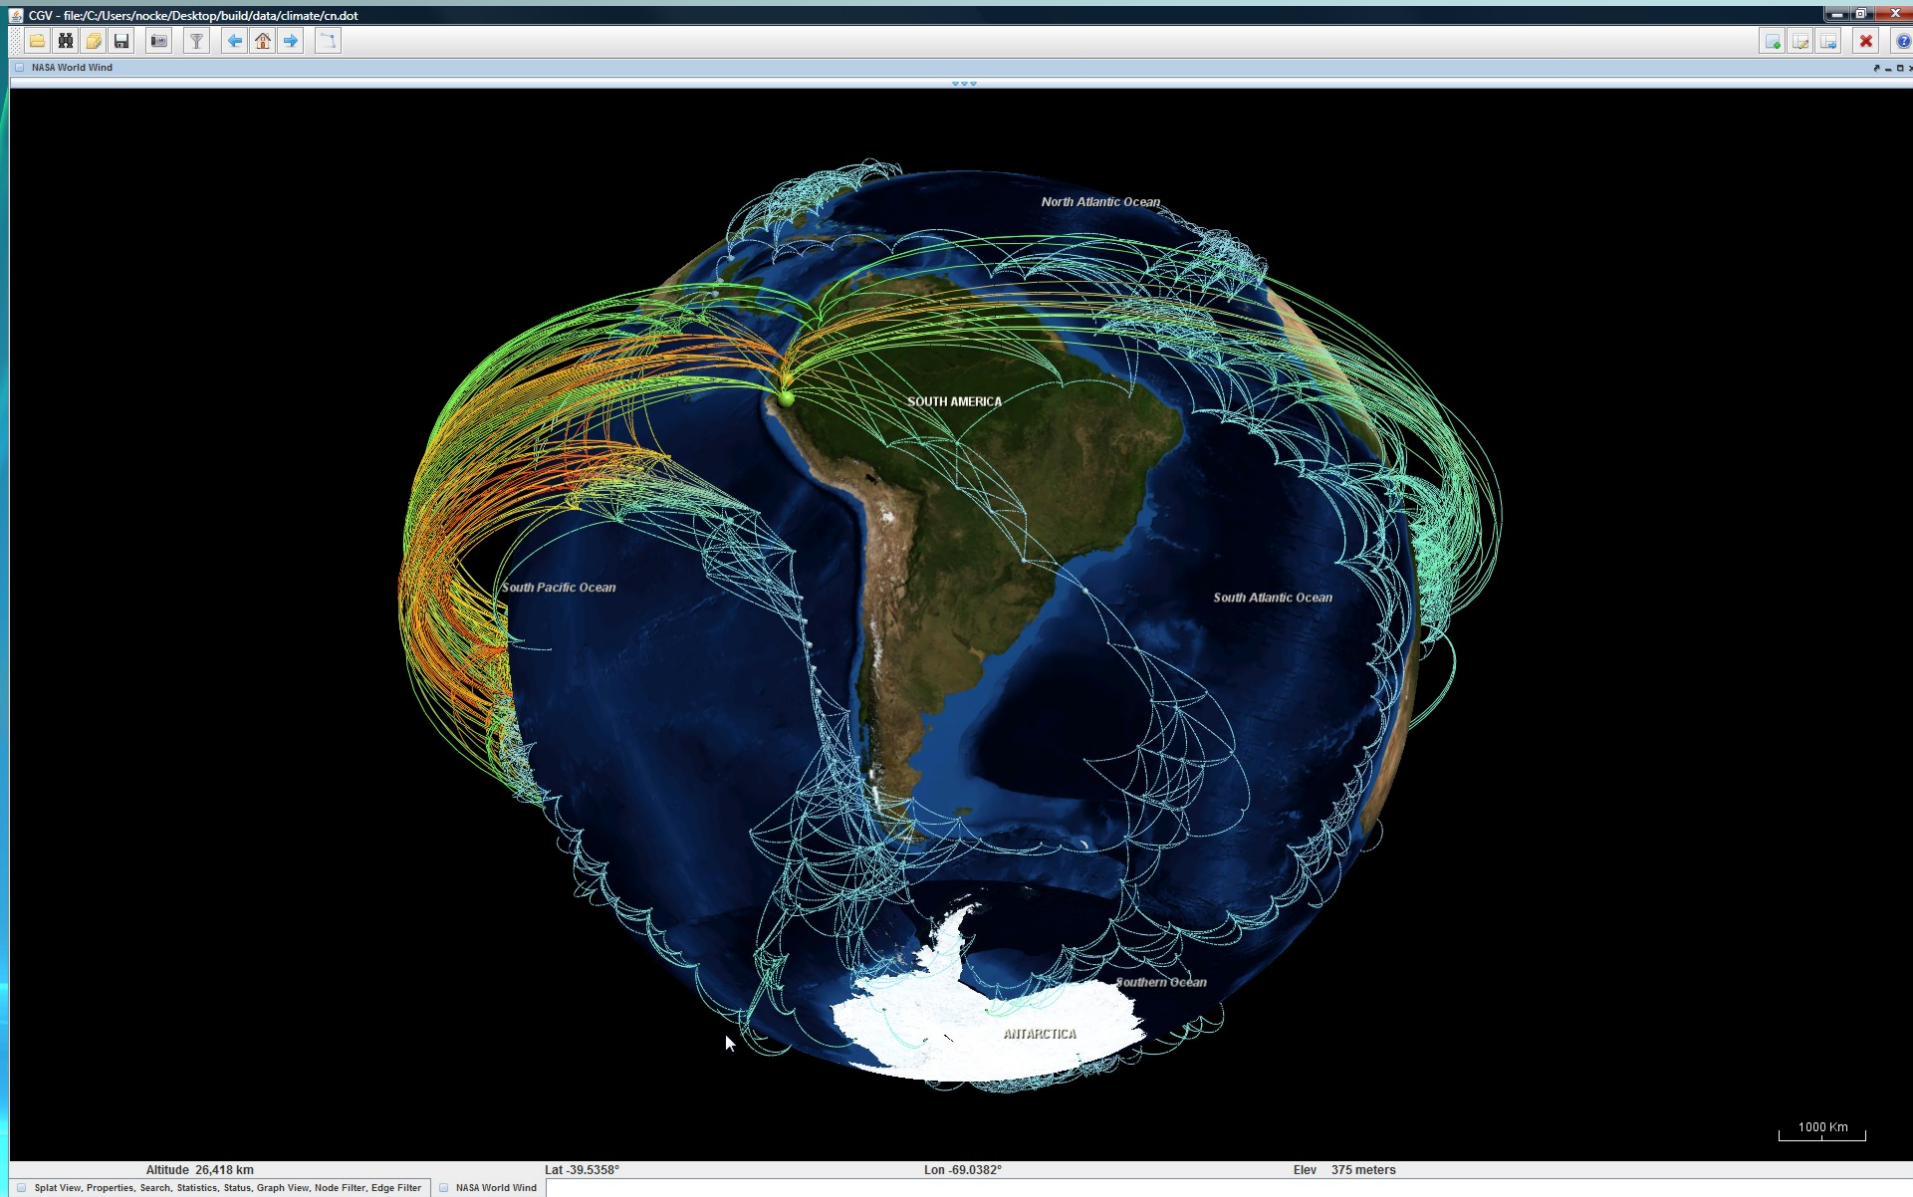 CGV - file:/C:/Users/nocke/Desktop/build/data/climate/cn.dot
NASA World Wind
North Atlantic Ocean
SOUTH AMERICA
South Pacific Ocean
South Atlantic Ocean
Southern Ocean
ANTARCTICA
1000 Km
Altitude 26,418 km Lat -39.5358° Lon -69.0382° Elev 375 meters
Splat View, Properties, Search, Statistics, Status, Graph View, Node Filter, Edge Filter NASA World Wind